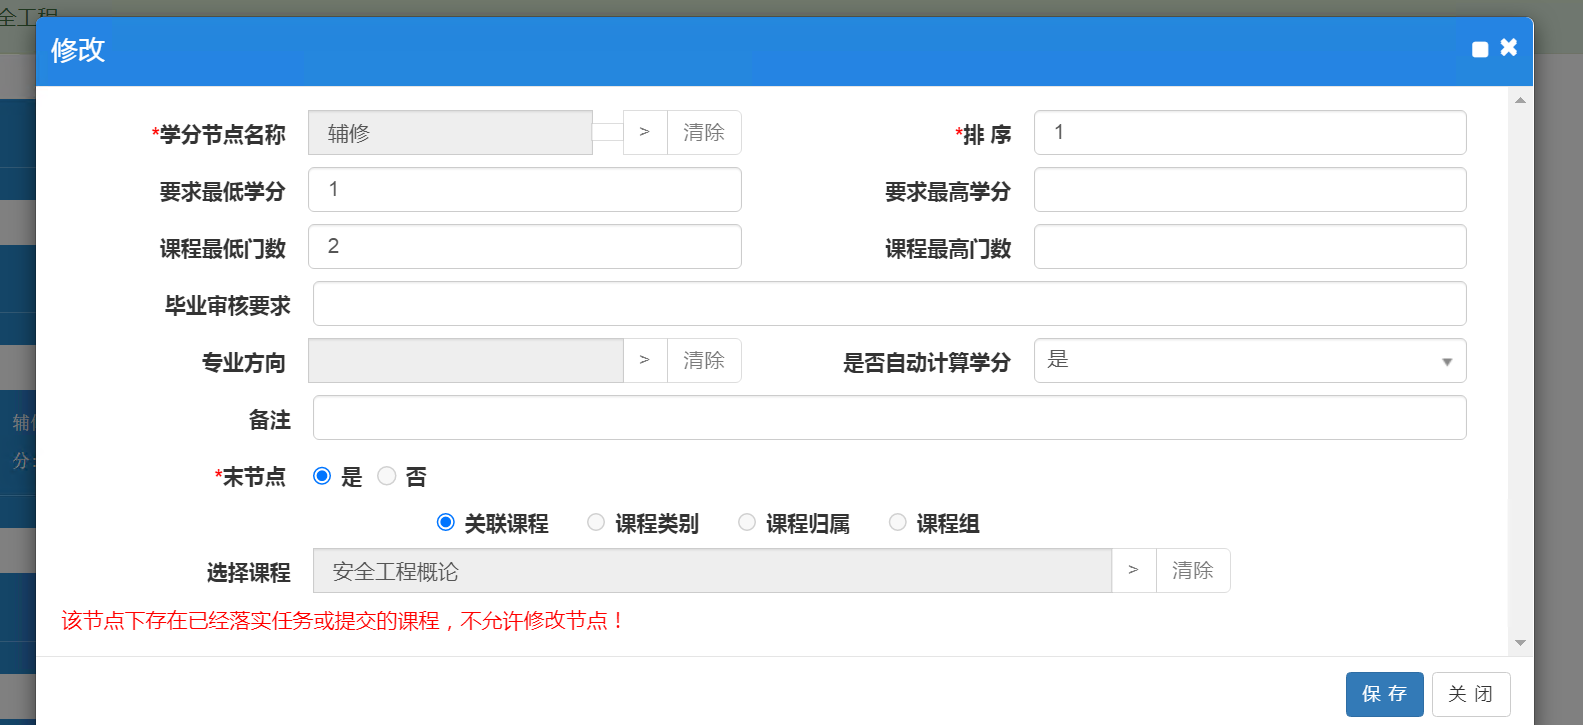 全工程
修改
*学分节点名称 辅修 > 清除 *排 序 1
要求最低学分 1 要求最高学分
课程最低门数 2 课程最高门数
毕业审核要求
专业方向 > 清除 是否自动计算学分 是
备注
辅
分:
*末节点 是 否
关联课程 课程类别 课程归属 课程组
选择课程 安全工程概论 > 清除
该节点下存在已经落实任务或提交的课程，不允许修改节点！
保 存 关 闭